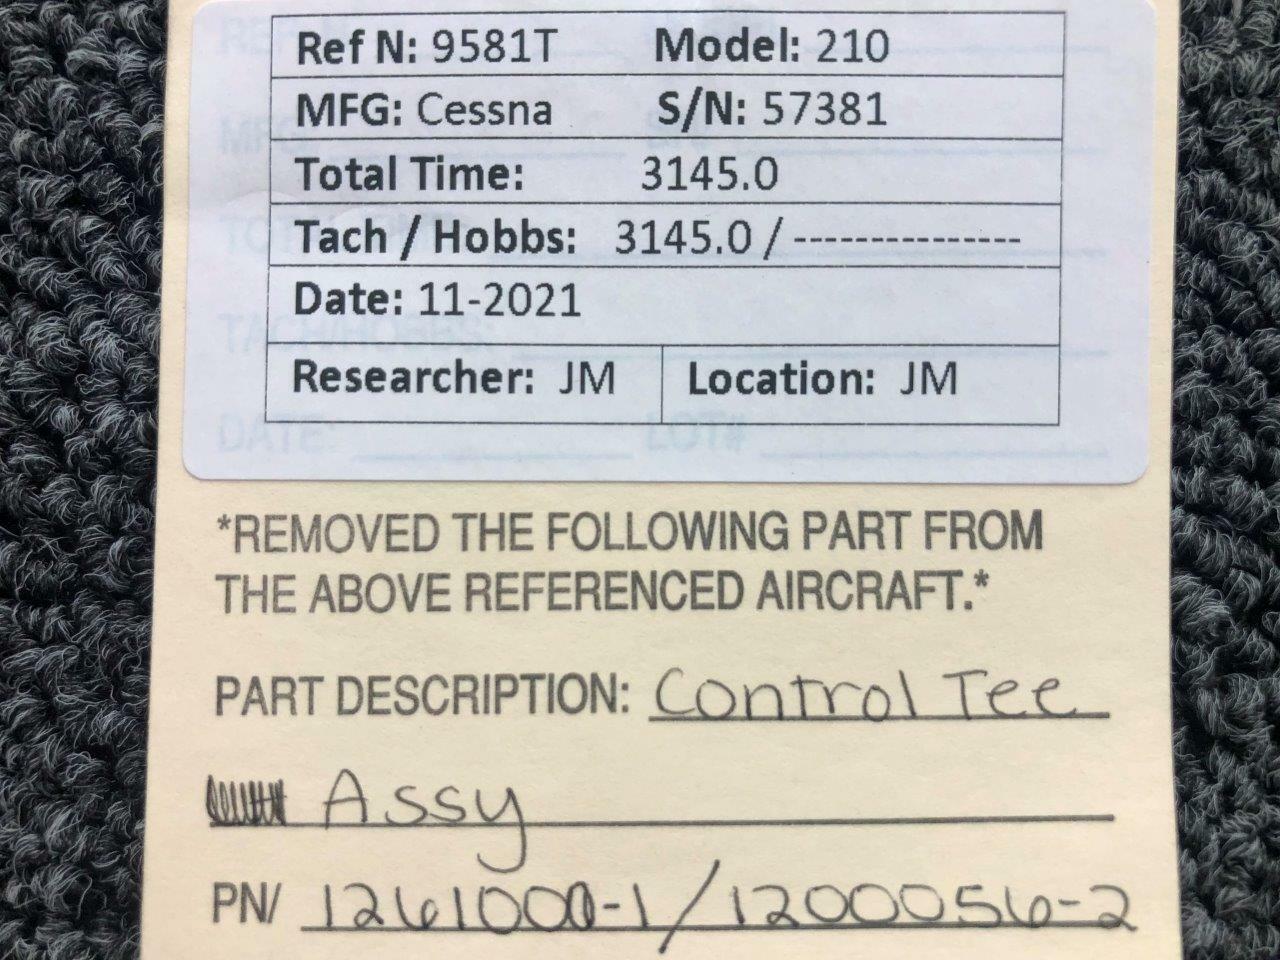 Ref N: 9581T Model: 210
MFG: Cessna S/N: 57381
Total Time: 3145.0
Tach / Hobbs: 3145.0 / ---------------
Date: 11-2021
Researcher: JM Location: JM
*REMOVED THE FOLLOWING PART FROM
THE ABOVE REFERENCED AIRCRAFT.*
PART DESCRIPTION: Control Tee
Assy
PN/ 1261000-1/1200056-2